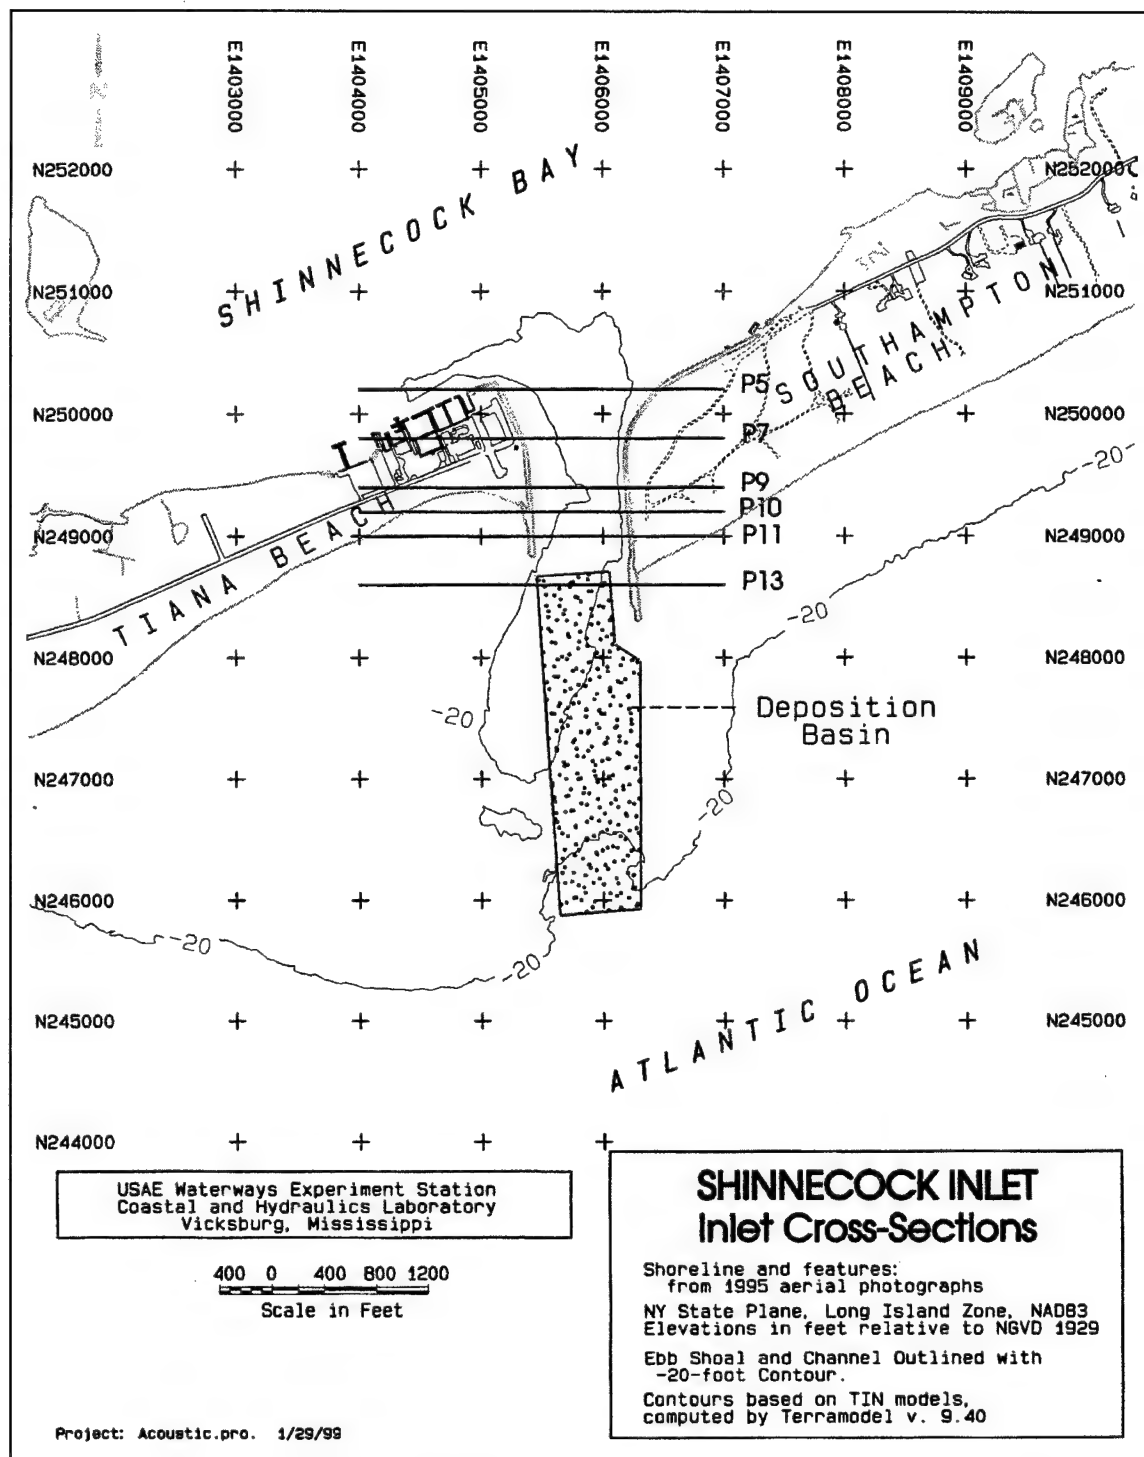 E1403000
E1404000
E1405000
E1406000
E1407000
E1408000
E1409000
N252000
N252000
SHINNECOCK BAY
N251000
N251000
SOUTHAMPTON
BEACH
P5
N250000
N250000
P7
-20
P9
P10
N249000
P11
N249000
TIANA BEACH
P13
-20
N248000
N248000
-20
Deposition
Basin
N247000
N247000
-20
N246000
N246000
-20
-20
ATLANTIC OCEAN
N245000
N245000
N244000
USAE Waterways Experiment Station
Coastal and Hydraulics Laboratory
Vicksburg, Mississippi
400 0 400 800 1200
Scale in Feet
SHINNECOCK INLET
Inlet Cross-Sections
Shoreline and features:
from 1995 aerial photographs
NY State Plane, Long Island Zone, NAD83
Elevations in feet relative to NGVD 1929
Ebb Shoal and Channel Outlined with
-20-foot Contour.
Contours based on TIN models,
computed by Terramodel v. 9.40
Project: Acoustic.pro. 1/29/99